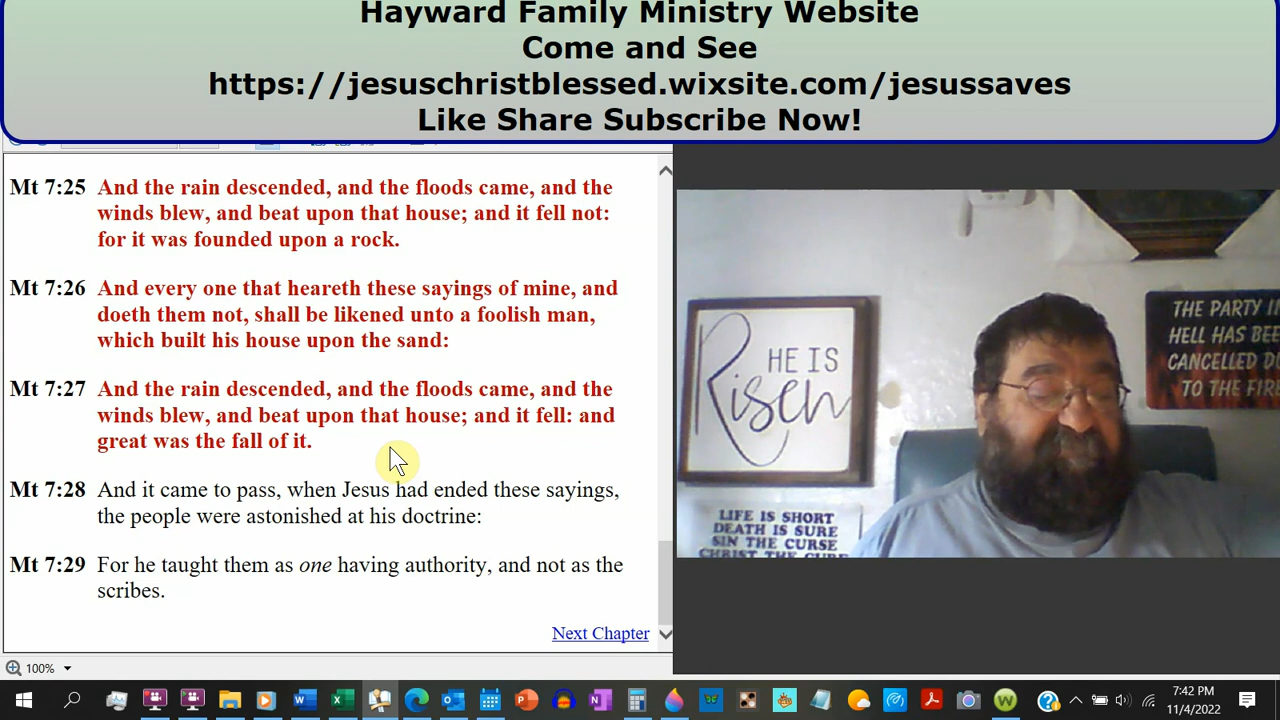 Hayward Family Ministry Website
Come and See
https://jesuschristblessed.wixsite.com/jesussaves
Like Share Subscribe Now!
Mt 7:25 And the rain descended, and the floods came, and the
winds blew, and beat upon that house; and it fell not:
for it was founded upon a rock.
Mt 7:26 And every one that heareth these sayings of mine, and
doeth them not, shall be likened unto a foolish man,
which built his house upon the sand:
Mt 7:27 And the rain descended, and the floods came, and the
winds blew, and beat upon that house; and it fell: and
great was the fall of it.
Mt 7:28 And it came to pass, when Jesus had ended these sayings,
the people were astonished at his doctrine:
Mt 7:29 For he taught them as one having authority, and not as the
scribes.
Next Chapter
100%
HE IS
Risen
LIFE IS SHORT
DEATH IS SURE
SIN THE CURSE
CHRIST THE CURE
THE PARTY I
HELL HAS BEE
CANCELLED D
TO THE FIRE
7:42 PM
11/4/2022